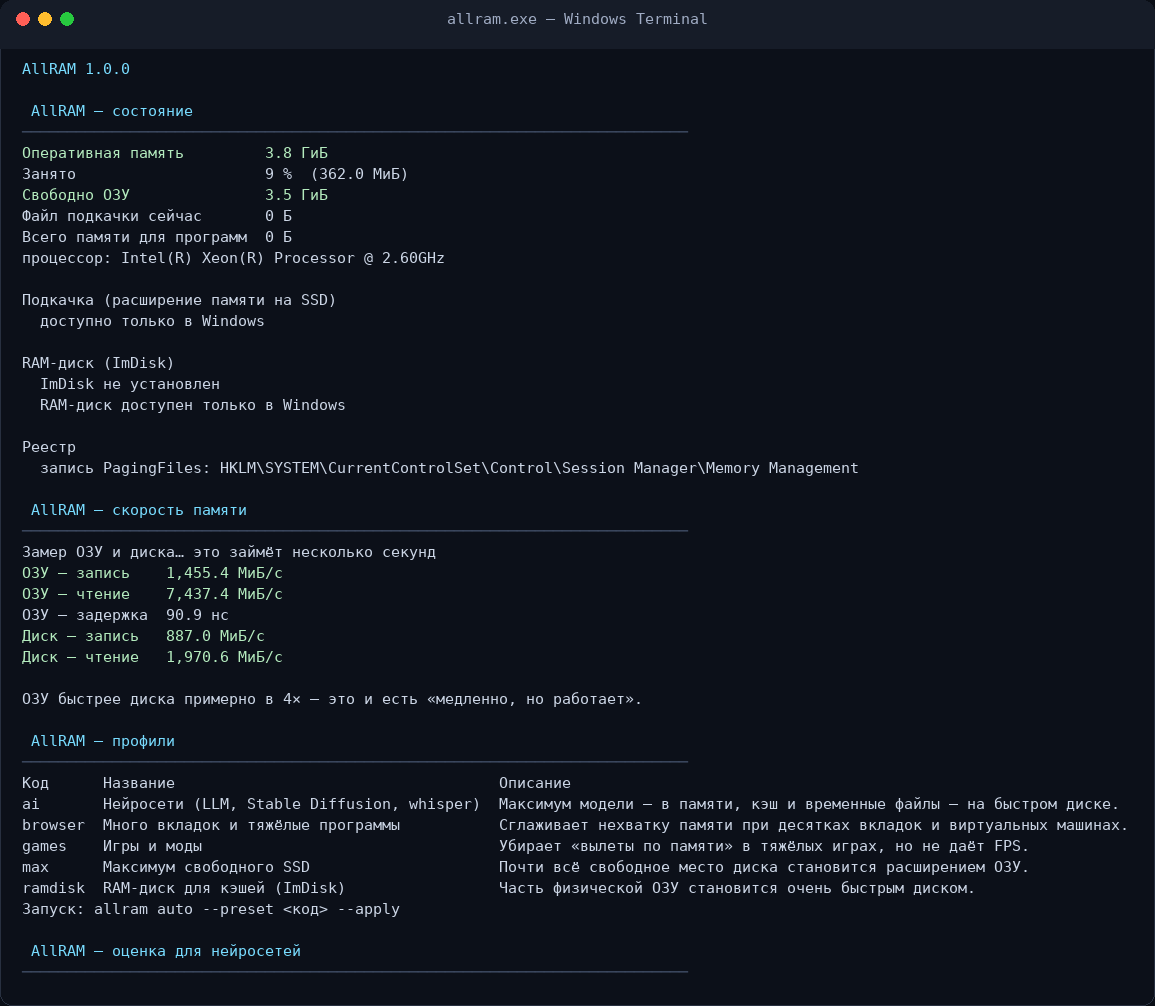 allram.exe — Windows Terminal
AllRAM 1.0.0
AllRAM — состояние
Оперативная память 3.8 ГиБ
Занято 9 % (362.0 МиБ)
Свободно ОЗУ 3.5 ГиБ
Файл подкачки сейчас 0 Б
Всего памяти для программ 0 Б
процессор: Intel(R) Xeon(R) Processor @ 2.60GHz
Подкачка (расширение памяти на SSD)
доступно только в Windows
RAM-диск (ImDisk)
ImDisk не установлен
RAM-диск доступен только в Windows
Реестр
запись PagingFiles: HKLM\SYSTEM\CurrentControlSet\Control\Session Manager\Memory Management
AllRAM — скорость памяти
Замер ОЗУ и диска… это займёт несколько секунд
ОЗУ — запись 1,455.4 МиБ/с
ОЗУ — чтение 7,437.4 МиБ/с
ОЗУ — задержка 90.9 нс
Диск — запись 887.0 МиБ/с
Диск — чтение 1,970.6 МиБ/с
ОЗУ быстрее диска примерно в 4× — это и есть «медленно, но работает».
AllRAM — профили
Код Название Описание
ai Нейросети (LLM, Stable Diffusion, whisper) Максимум модели — в памяти, кэш и временные файлы — на быстром диске.
browser Много вкладок и тяжёлые программы Сглаживает нехватку памяти при десятках вкладок и виртуальных машинах.
games Игры и моды Убирает «вылеты по памяти» в тяжёлых играх, но не даёт FPS.
max Максимум свободного SSD Почти всё свободное место диска становится расширением ОЗУ.
ramdisk RAM-диск для кэшей (ImDisk) Часть физической ОЗУ становится очень быстрым диском.
Запуск: allram auto --preset <код> --apply
AllRAM — оценка для нейросетей